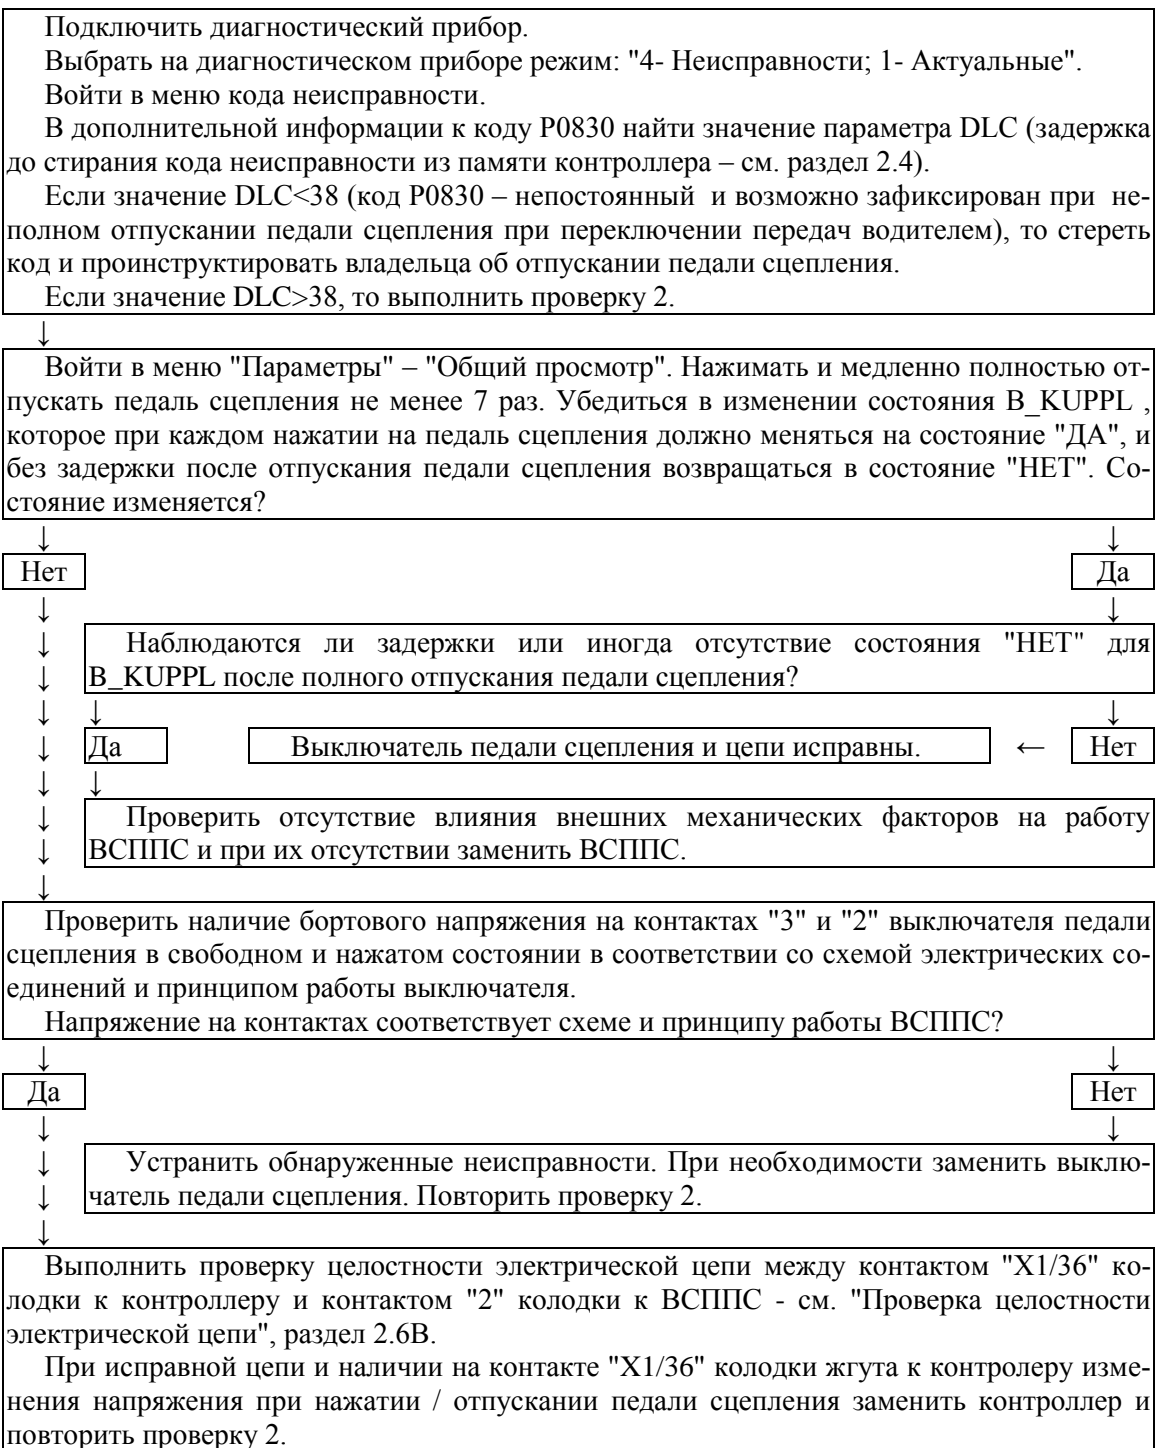 Подключить диагностический прибор.
Выбрать на диагностическом приборе режим: "4- Неисправности; 1- Актуальные".
Войти в меню кода неисправности.
В дополнительной информации к коду P0830 найти значение параметра DLC (задержка
до стирания кода неисправности из памяти контроллера – см. раздел 2.4).
Если значение DLC<38 (код P0830 – непостоянный и возможно зафиксирован при не-
полном отпускании педали сцепления при переключении передач водителем), то стереть
код и проинструктировать владельца об отпускании педали сцепления.
Если значение DLC>38, то выполнить проверку 2.
↓
Войти в меню "Параметры" – "Общий просмотр". Нажимать и медленно полностью от-
пускать педаль сцепления не менее 7 раз. Убедиться в изменении состояния B_KUPPL ,
которое при каждом нажатии на педаль сцепления должно меняться на состояние "ДА", и
без задержки после отпускания педали сцепления возвращаться в состояние "НЕТ". Со-
стояние изменяется?
↓ ↓
Нет Да
↓ ↓
↓ Наблюдаются ли задержки или иногда отсутствие состояния "НЕТ" для
↓ B_KUPPL после полного отпускания педали сцепления?
↓ ↓ ↓
↓ Да Выключатель педали сцепления и цепи исправны. ← Нет
↓ ↓
↓ Проверить отсутствие влияния внешних механических факторов на работу
↓ ВСППС и при их отсутствии заменить ВСППС.
↓
Проверить наличие бортового напряжения на контактах "3" и "2" выключателя педали
сцепления в свободном и нажатом состоянии в соответствии со схемой электрических со-
единений и принципом работы выключателя.
Напряжение на контактах соответствует схеме и принципу работы ВСППС?
↓ ↓
Да Нет
↓ ↓
↓ Устранить обнаруженные неисправности. При необходимости заменить выклю-
↓ чатель педали сцепления. Повторить проверку 2.
↓
Выполнить проверку целостности электрической цепи между контактом "X1/36" ко-
лодки к контроллеру и контактом "2" колодки к ВСППС - см. "Проверка целостности
электрической цепи", раздел 2.6В.
При исправной цепи и наличии на контакте "X1/36" колодки жгута к контролеру изме-
нения напряжения при нажатии / отпускании педали сцепления заменить контроллер и
повторить проверку 2.